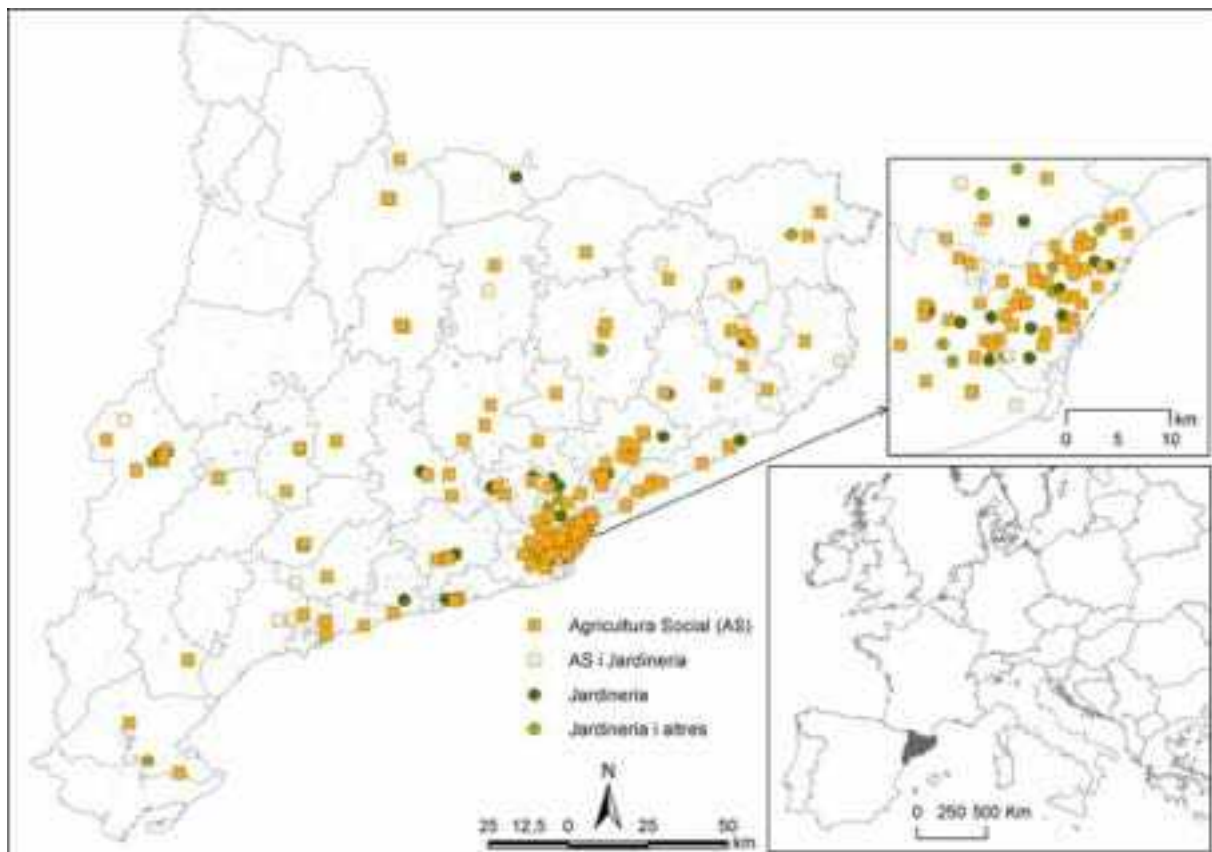 km
0 5 10
Agricultura Social (AS)
AS i Jardineria
Jardineria
Jardineria i altres
N
25 12,5 0 25 50
km
0 250 500 Km